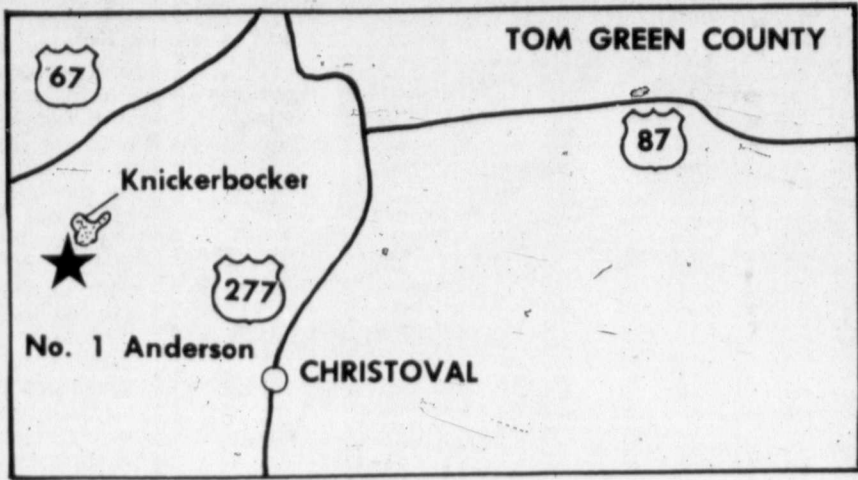 TOM GREEN COUNTY
67
87
Knickerbocker
277
No. 1 Anderson
CHRISTOVAL